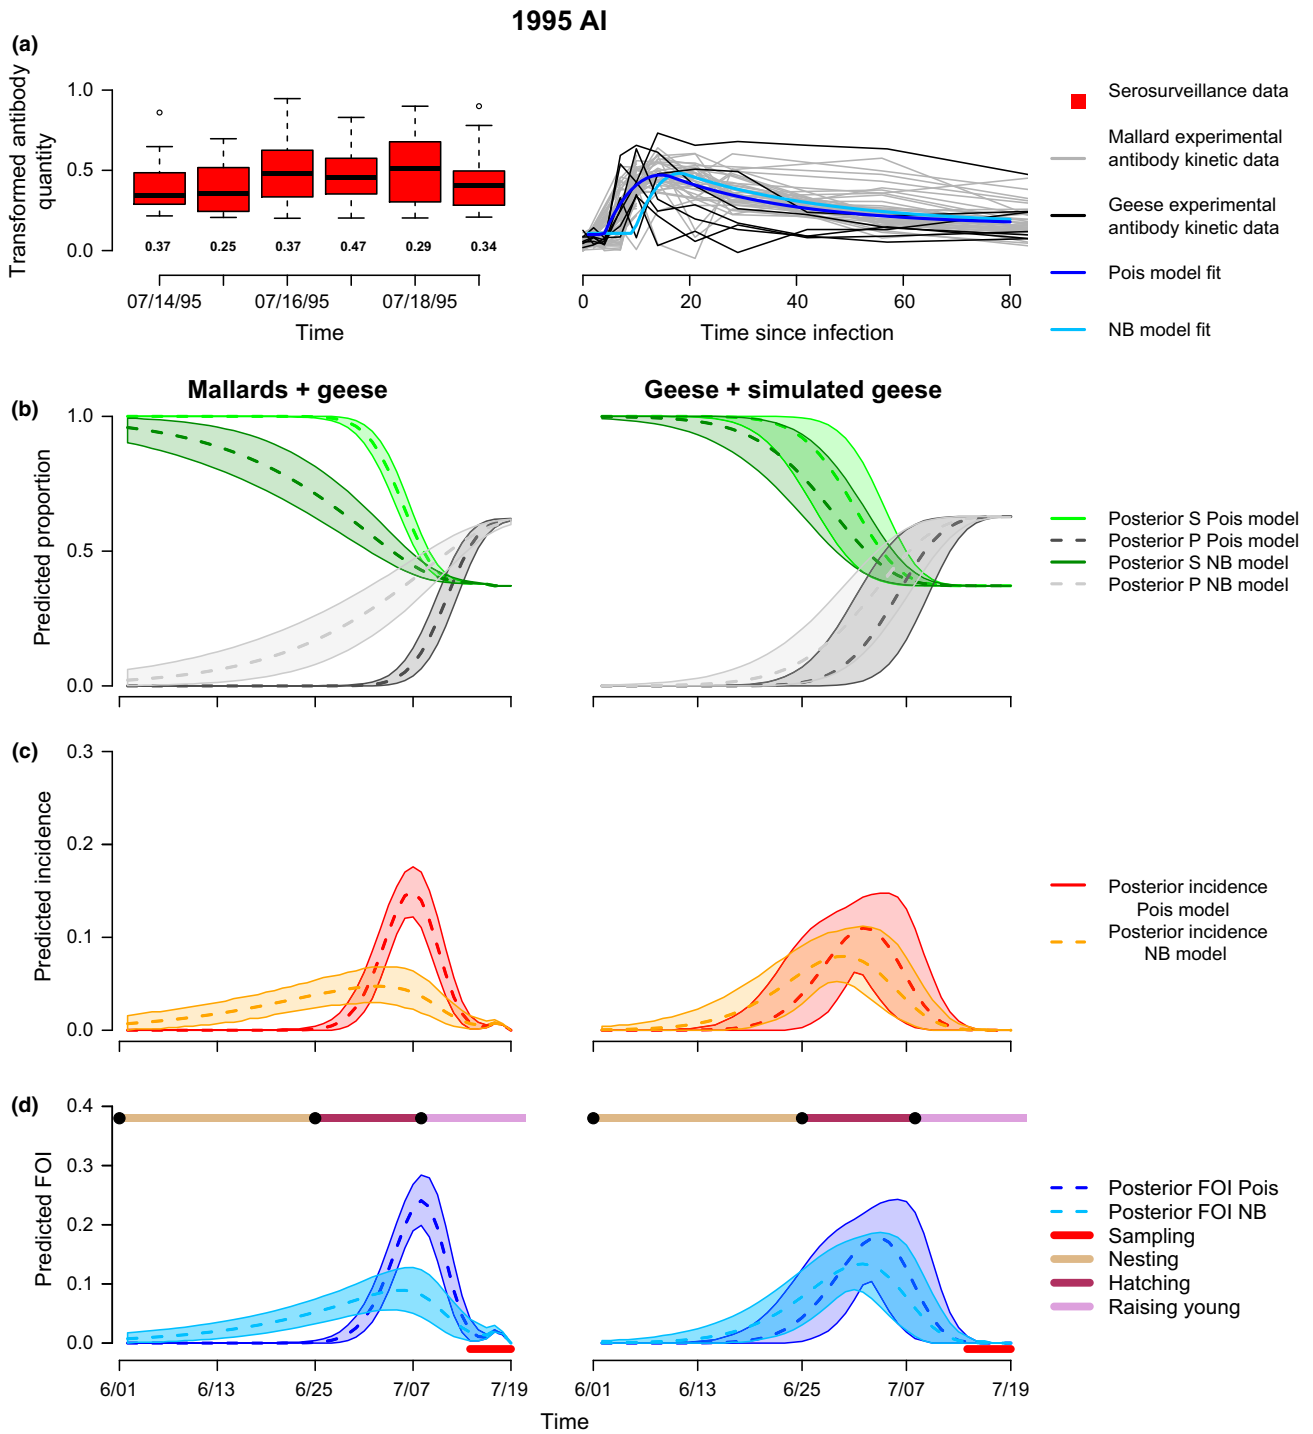 1995 AI
(a)
Transformed antibody
quantity
1.0
0.5
0.0
0.37 0.25 0.37 0.47 0.29 0.34
07/14/95 07/16/95 07/18/95
Time
0 20 40 60 80
Time since infection
Serosurveillance data
Mallard experimental
antibody kinetic data
Geese experimental
antibody kinetic data
Pois model fit
NB model fit
(b)
Mallards + geese
Geese + simulated geese
Predicted proportion
1.0
0.5
0.0
Posterior S Pois model
Posterior P Pois model
Posterior S NB model
Posterior P NB model
(c)
Predicted incidence
0.3
0.2
0.1
0.0
Posterior incidence
Pois model
Posterior incidence
NB model
(d)
Predicted FOI
0.4
0.3
0.2
0.1
0.0
Posterior FOI Pois
Posterior FOI NB
Sampling
Nesting
Hatching
Raising young
6/01 6/13 6/25 7/07 7/19
6/01 6/13 6/25 7/07 7/19
Time